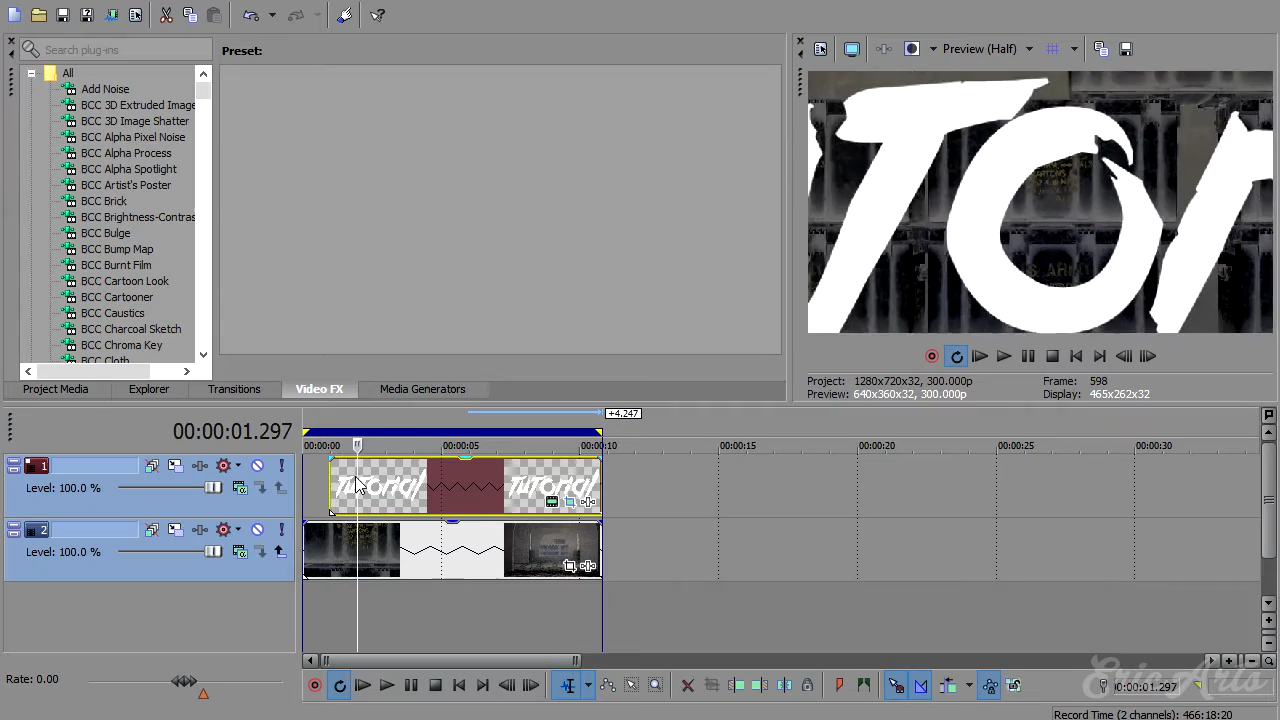 Search plug-ins
Preset:
Preview (Half)
All
Add Noise
BCC 3D Extruded Image
BCC 3D Image Shatter
BCC Alpha Pixel Noise
BCC Alpha Process
BCC Alpha Spotlight
BCC Artist's Poster
BCC Brick
BCC Brightness-Contras
BCC Bulge
BCC Bump Map
BCC Burnt Film
BCC Cartoon Look
BCC Cartooner
BCC Caustics
BCC Charcoal Sketch
BCC Chroma Key
BCC Cloth
Project Media
Explorer
Transitions
Video FX
Media Generators
Project: 1280x720x32, 300.000p
Frame: 598
Preview: 640x360x32, 300.000p
Display: 465x262x32
+4.247
00:00:01.297
00:00:00
00:00:05
00:00:10
00:00:15
00:00:20
00:00:25
00:00:30
1
Level: 100.0 %
TUTORIAL
TUTORIAL
2
Level: 100.0 %
Rate: 0.00
Eric Arts
00:00:01.297
Record Time (2 channels): 466:18:20